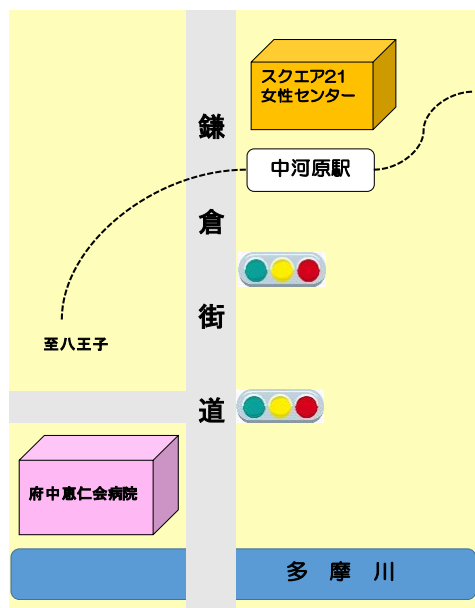 スクエア21
女性センター
鎌倉街道
中河原駅
至八王子
府中恵仁会病院
多摩川